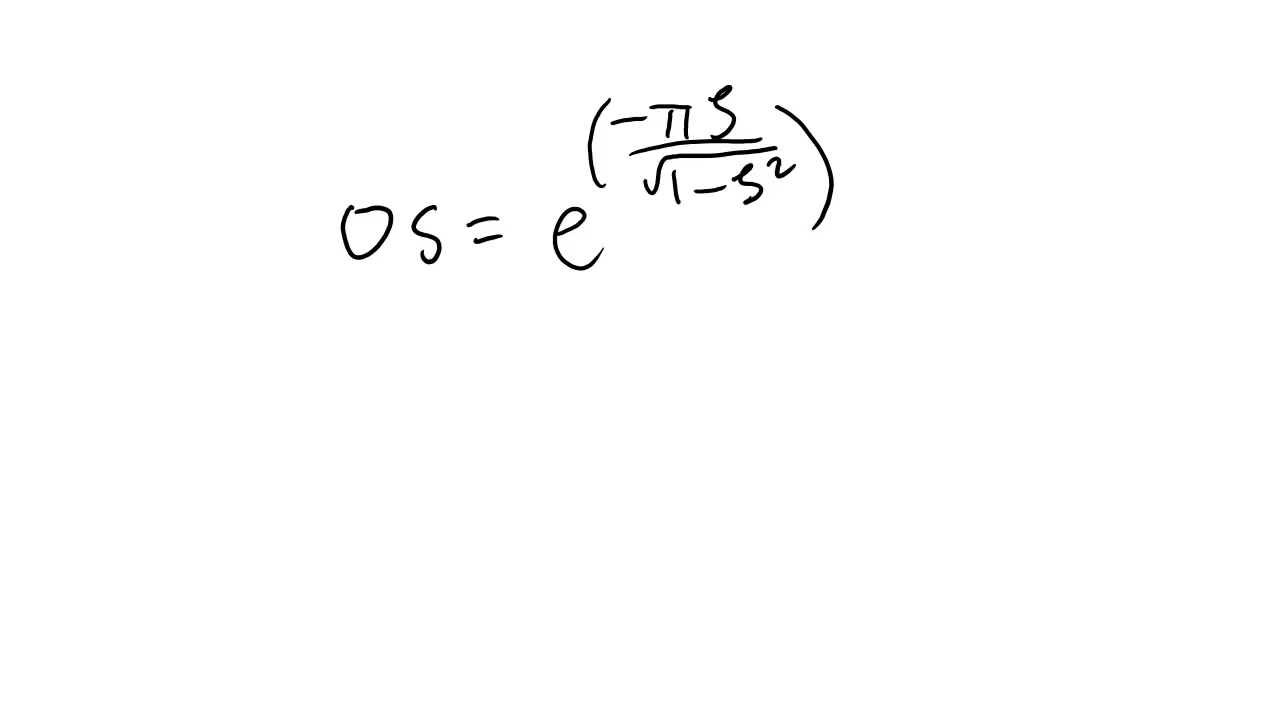 OS = e^(-πζ / √(1-ζ²))